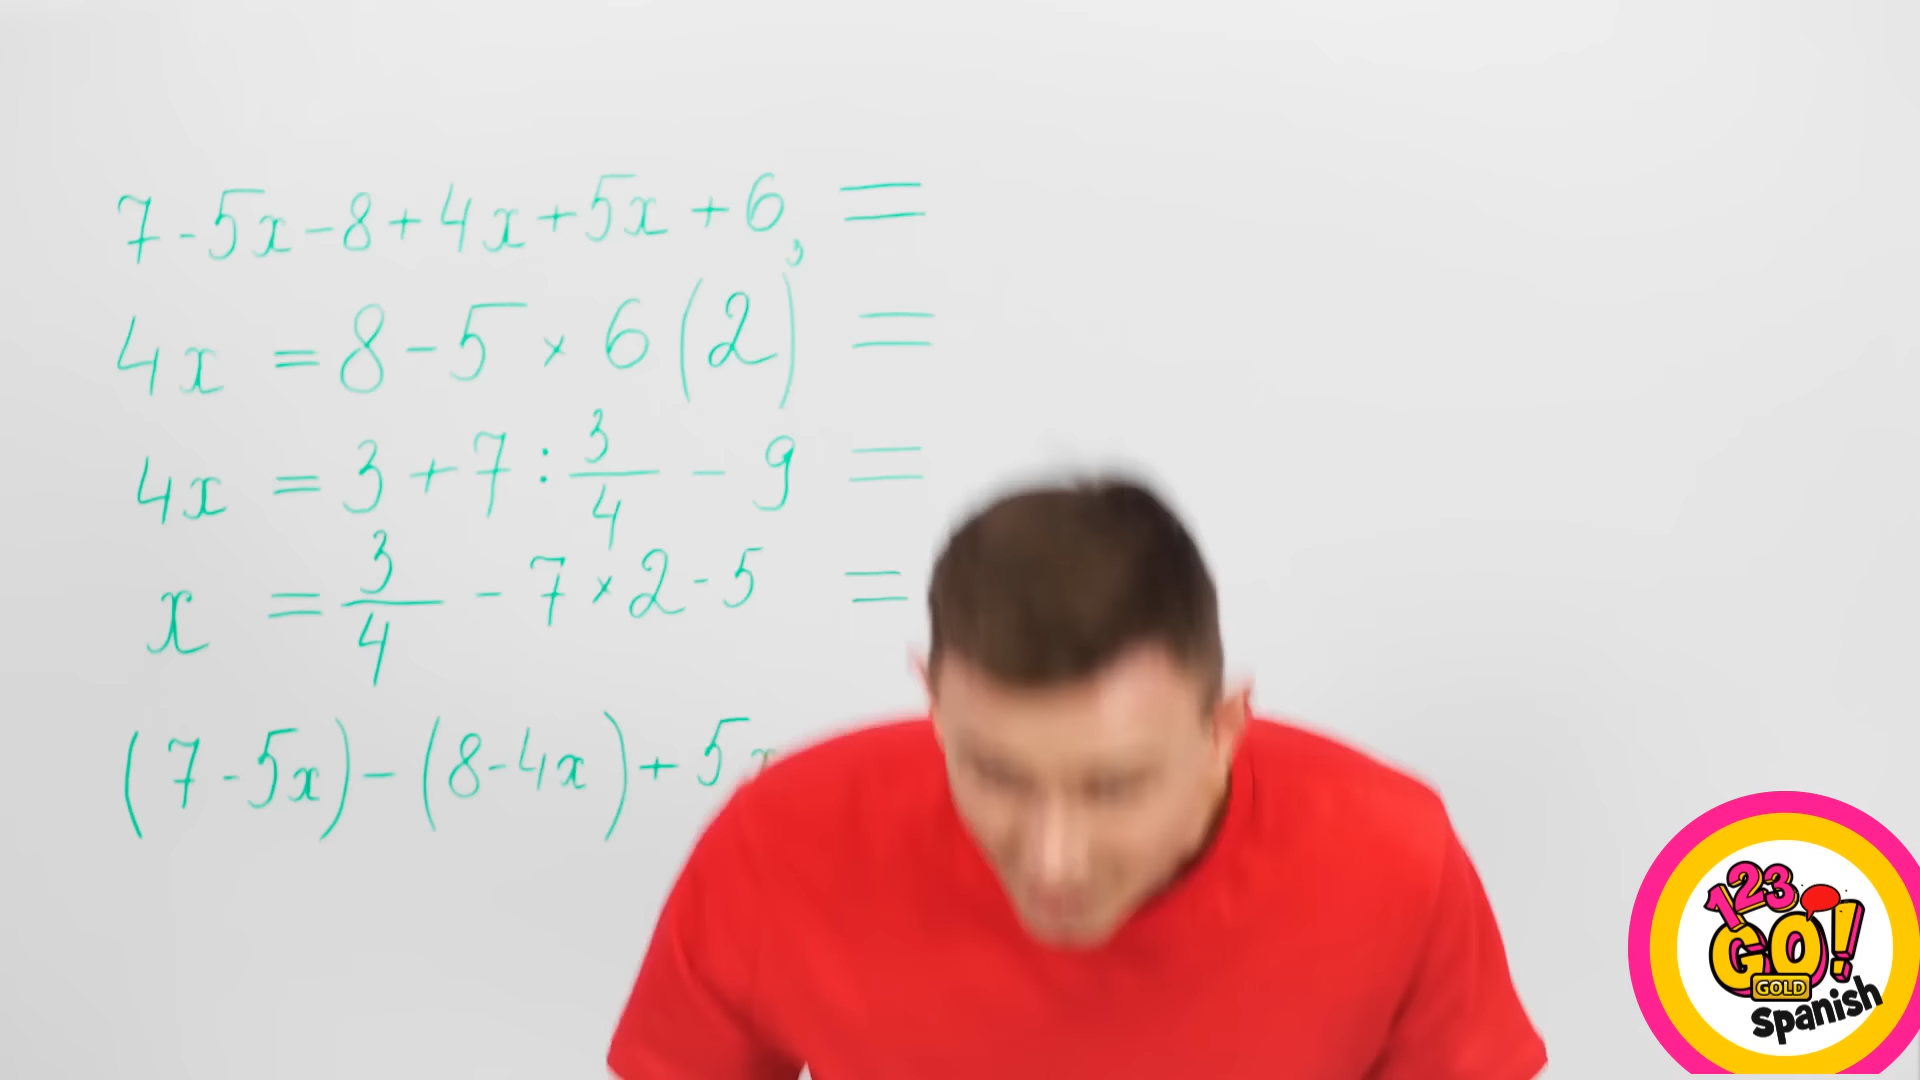 7-5x-8+4x+5x+6, =
4x = 8-5×6(2) =
4x = 3+7:3/4 - 9 =
x = 3/4 - 7×2-5 =
(7-5x)-(8-4x)+5x
123
GO!
GOLD
Spanish